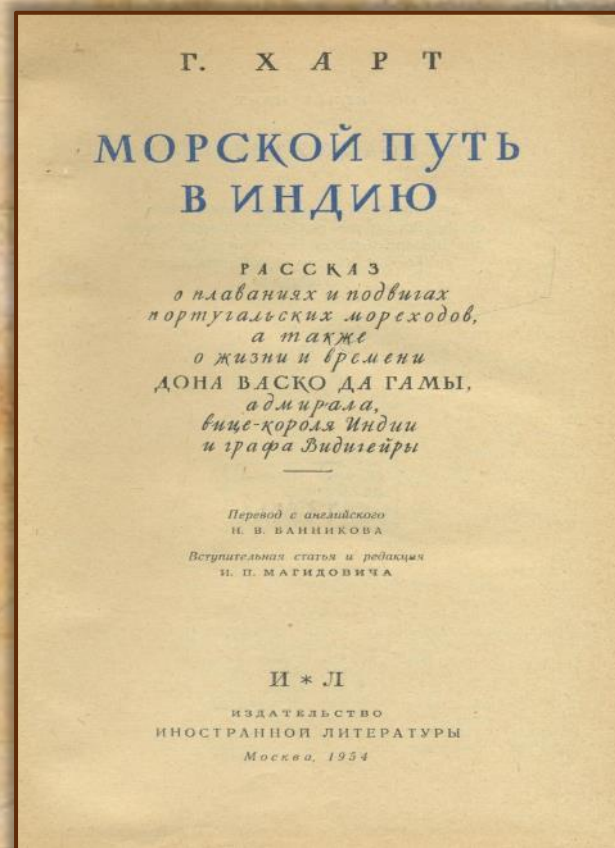 Г. ХАРТ
МОРСКОЙ ПУТЬ
В ИНДИЮ
РАССКАЗ
о плаваниях и подвигах
португальских мореходов,
а также
о жизни и времени
ДОНА ВАСКО ДА ГАМЫ,
адмирала,
вице-короля Индии
и графа Видигейры
Перевод с английского
Н. В. БАННИКОВА
Вступительная статья и редакция
И. П. МАГИДОВИЧА
И * Л
ИЗДАТЕЛЬСТВО
ИНОСТРАННОЙ ЛИТЕРАТУРЫ
Москва, 1954